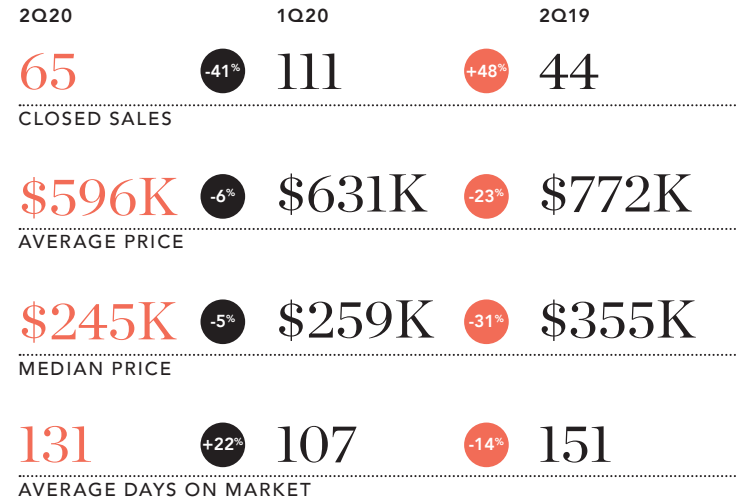 2Q20 1Q20 2Q19
65 -41% 111 +48% 44
CLOSED SALES
$596K -6% $631K -23% $772K
AVERAGE PRICE
$245K -5% $259K -31% $355K
MEDIAN PRICE
131 +22% 107 -14% 151
AVERAGE DAYS ON MARKET